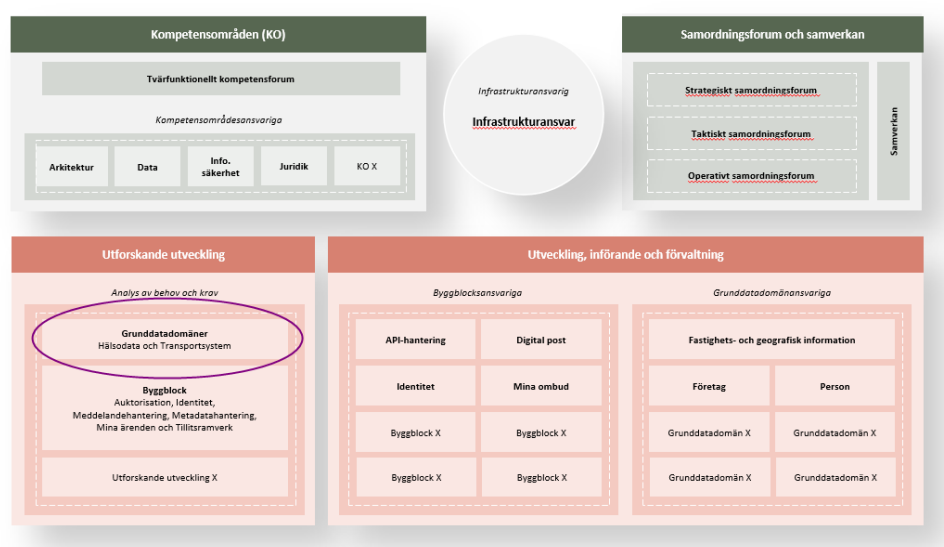 Kompetensområden (KO)
Tvärfunktionellt kompetensforum
Kompetensområdesansvariga
Arkitektur
Data
Info.
säkerhet
Juridik
KO X
Infrastrukturansvarig
Infrastrukturansvar
Samordningsforum och samverkan
Strategiskt samordningsforum
Taktiskt samordningsforum
Operativt samordningsforum
Samverkan
Utforskande utveckling
Analys av behov och krav
Grunddatadomäner
Hälsodata och Transportsystem
Byggblock
Auktorisation, Identitet,
Meddelandehantering, Metadatahantering,
Mina ärenden och Tillitsramverk
Utforskande utveckling X
Utveckling, införande och förvaltning
Byggblocksansvariga
API-hantering
Digital post
Identitet
Mina ombud
Byggblock X
Byggblock X
Byggblock X
Byggblock X
Grunddatadomänansvariga
Fastighets- och geografisk information
Företag
Person
Grunddatadomän X
Grunddatadomän X
Grunddatadomän X
Grunddatadomän X